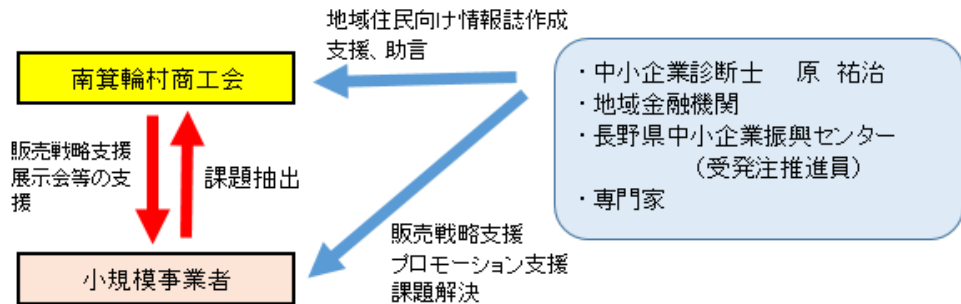 地域住民向け情報誌作成
支援、助言
南箕輪村商工会
・中小企業診断士　原 祐治
・地域金融機関
・長野県中小企業振興センター
（受発注推進員）
・専門家
販売戦略支援
展示会等の支
援
課題抽出
販売戦略支援
プロモーション支援
課題解決
小規模事業者